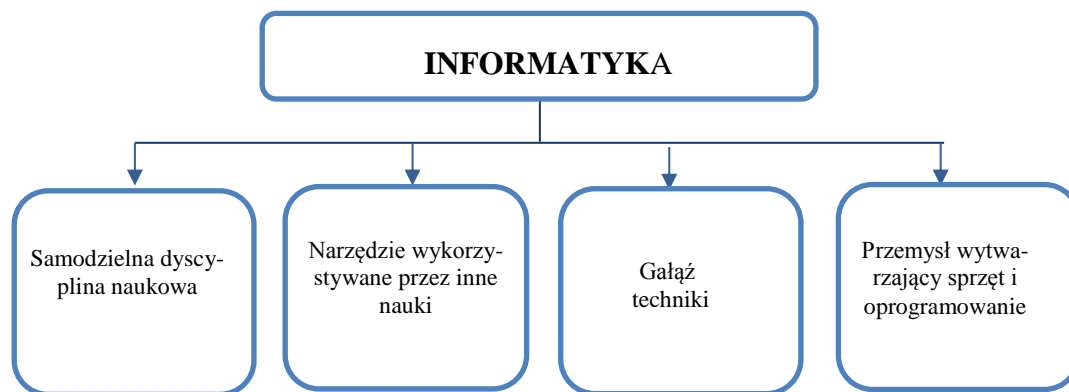 INFORMATYKA
Samodzielna dyscy-
plina naukowa
Narzędzie wykorzy-
stywane przez inne
nauki
Gałąź
techniki
Przemysł wytwa-
rzający sprzęt i
oprogramowanie